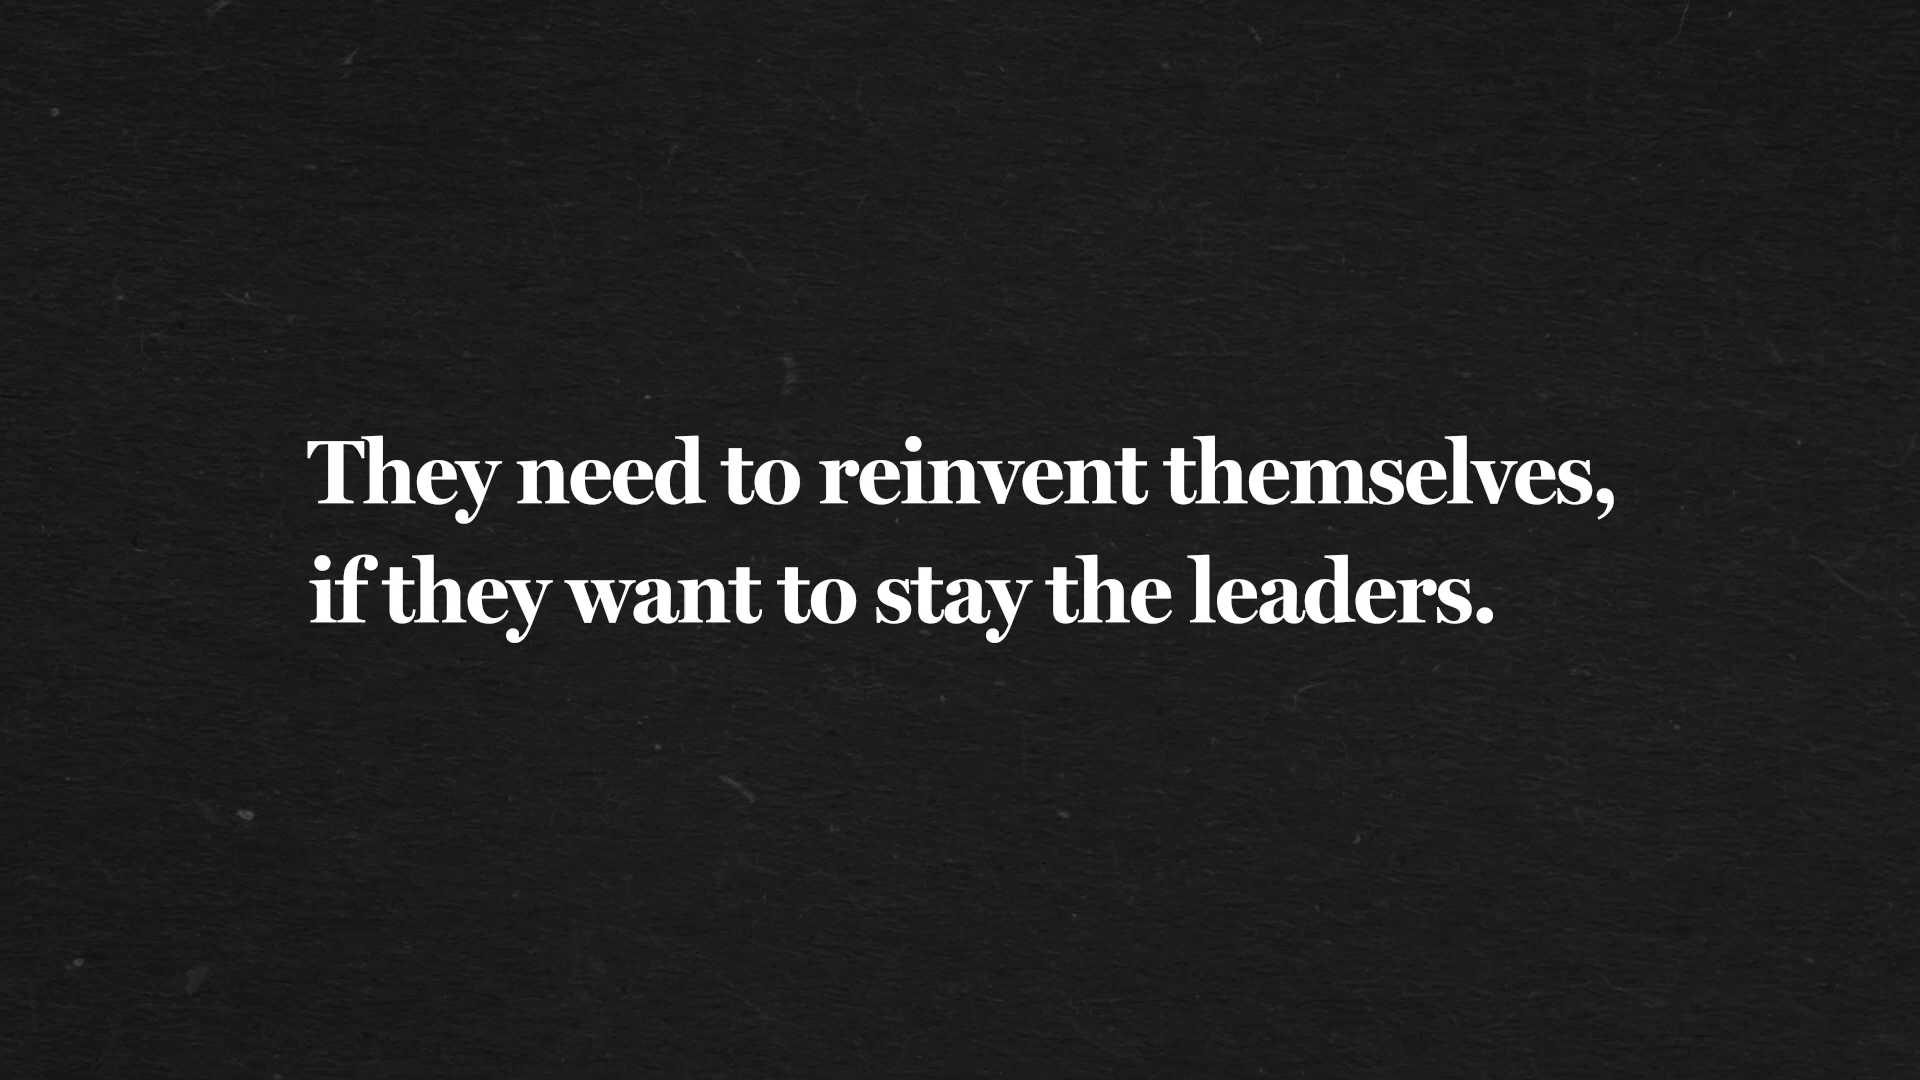 They need to reinvent themselves,
if they want to stay the leaders.